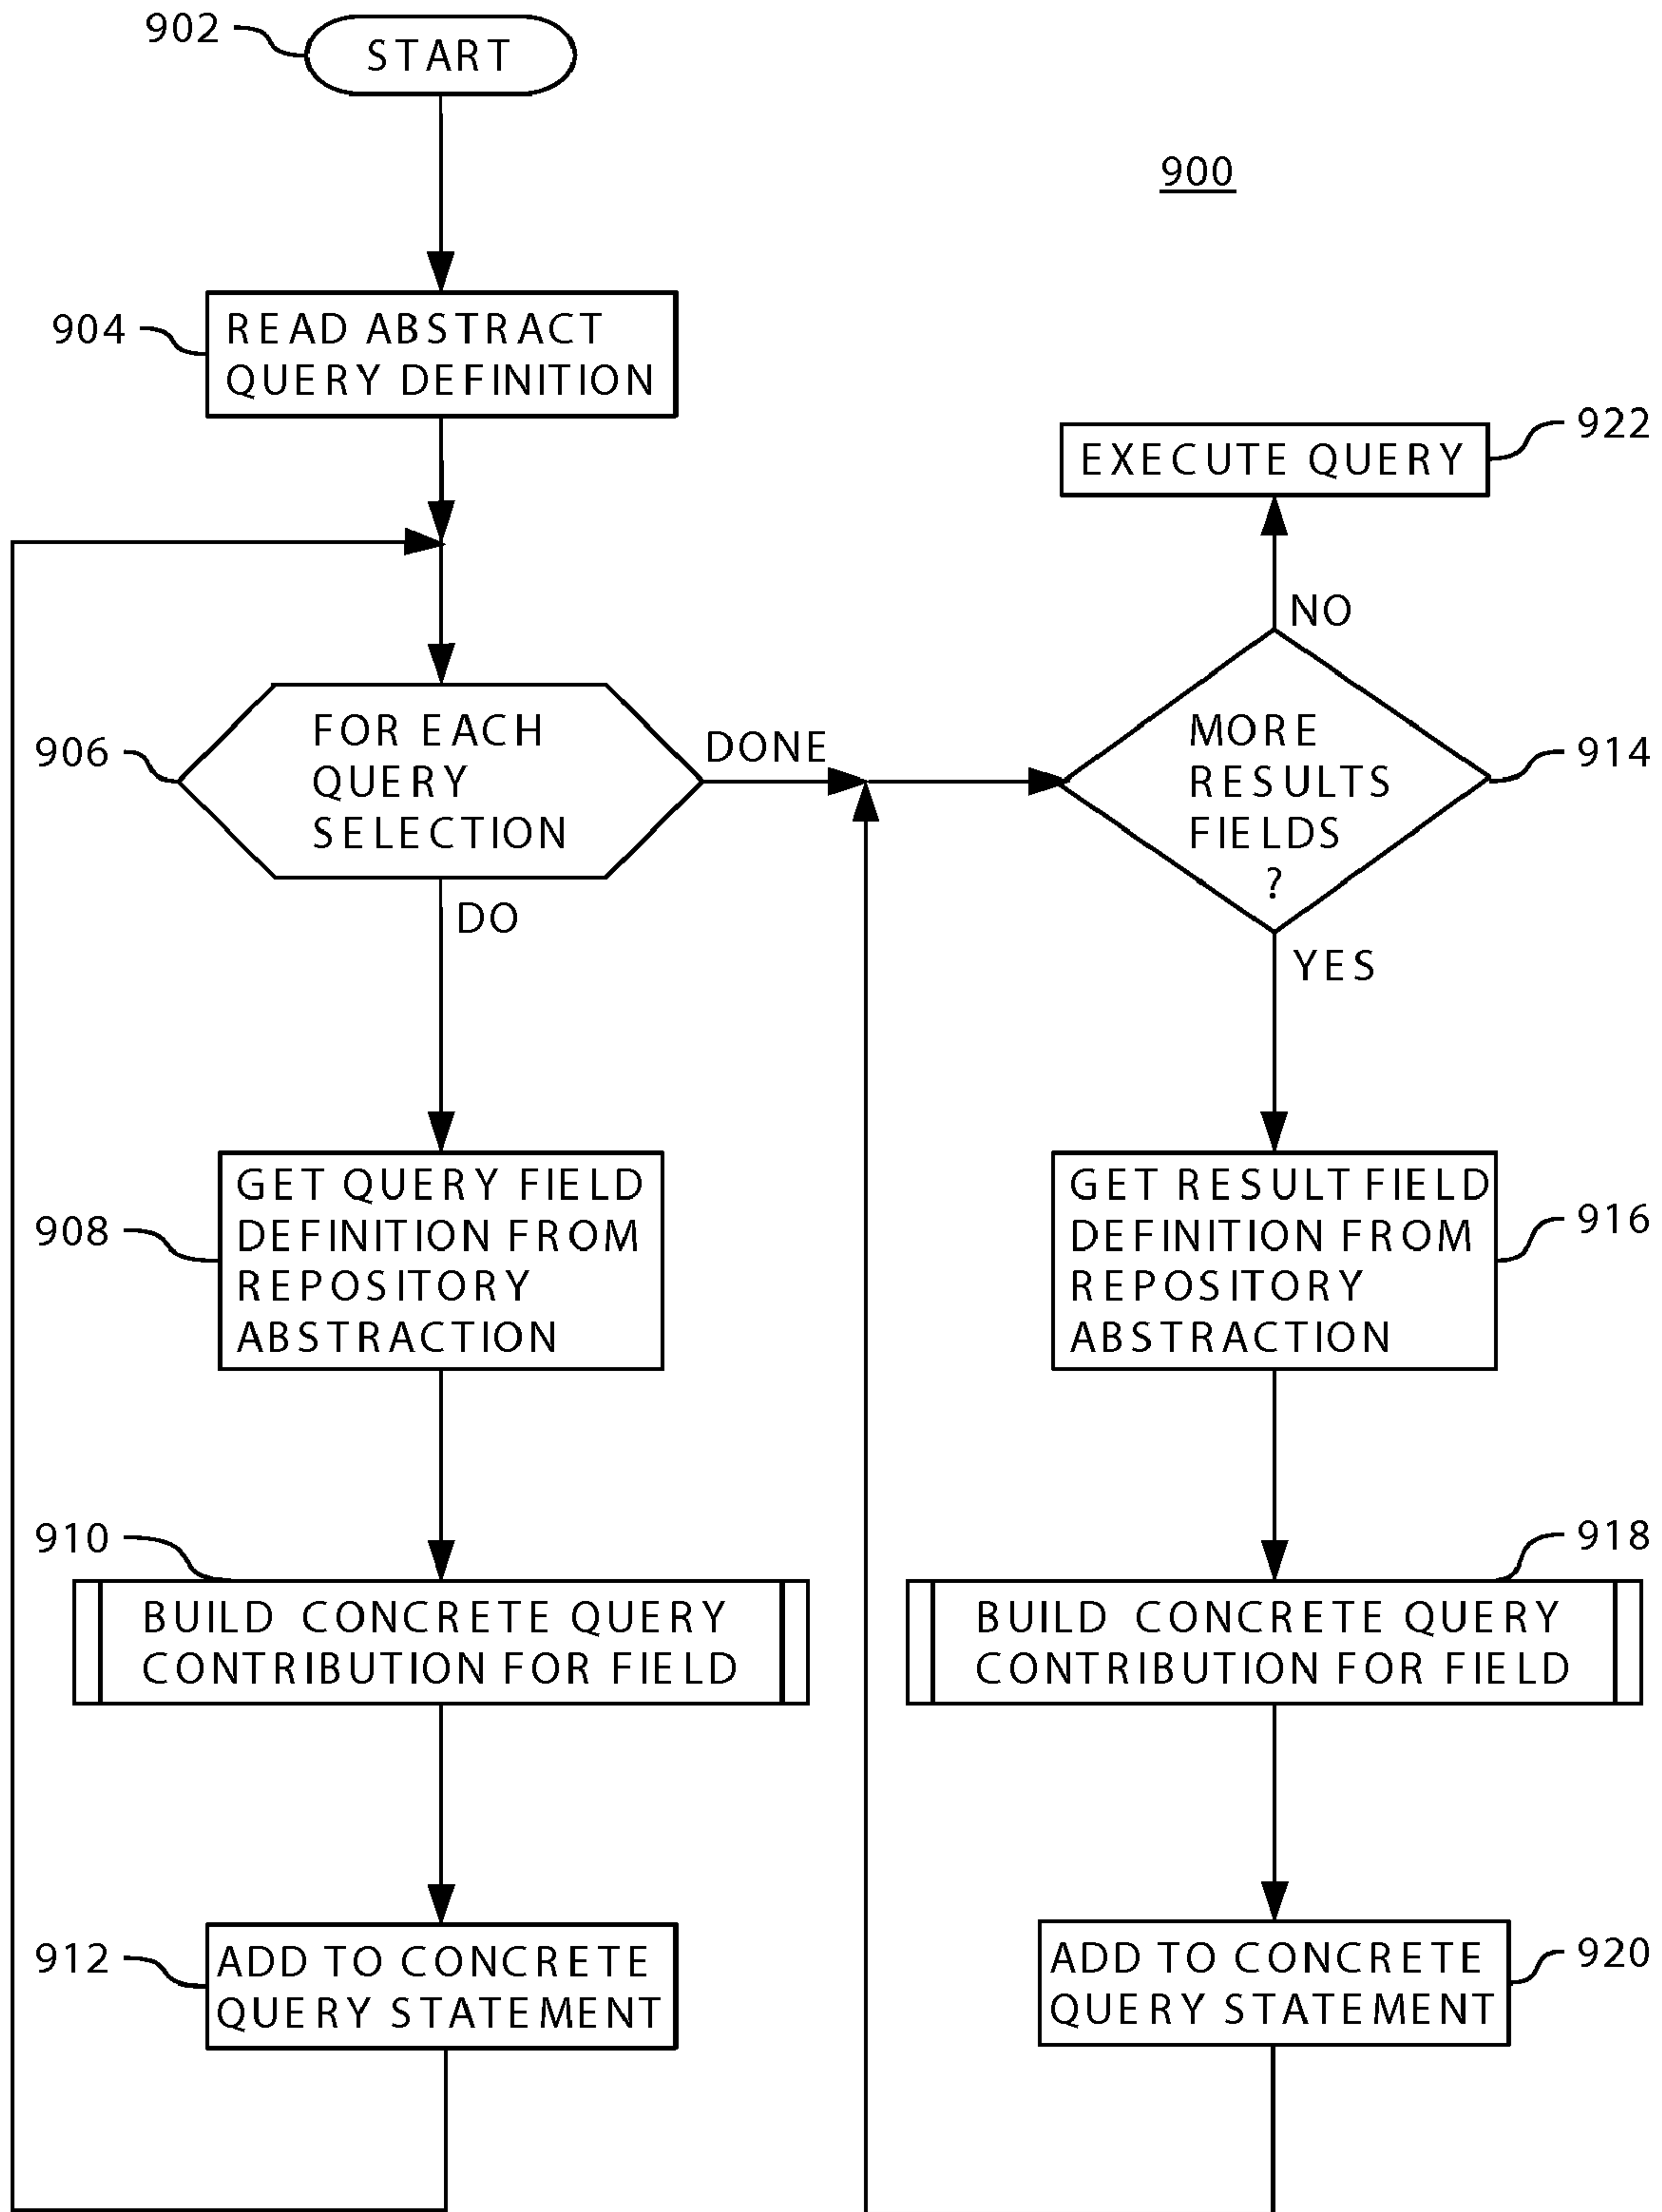 902
START
900
904
READ ABSTRACT
QUERY DEFINITION
922
EXECUTE QUERY
NO
906
FOR EACH
QUERY
SELECTION
DONE
DO
914
MORE
RESULTS
FIELDS
?
YES
908
GET QUERY FIELD
DEFINITION FROM
REPOSITORY
ABSTRACTION
916
GET RESULT FIELD
DEFINITION FROM
REPOSITORY
ABSTRACTION
910
BUILD CONCRETE QUERY
CONTRIBUTION FOR FIELD
918
BUILD CONCRETE QUERY
CONTRIBUTION FOR FIELD
912
ADD TO CONCRETE
QUERY STATEMENT
920
ADD TO CONCRETE
QUERY STATEMENT